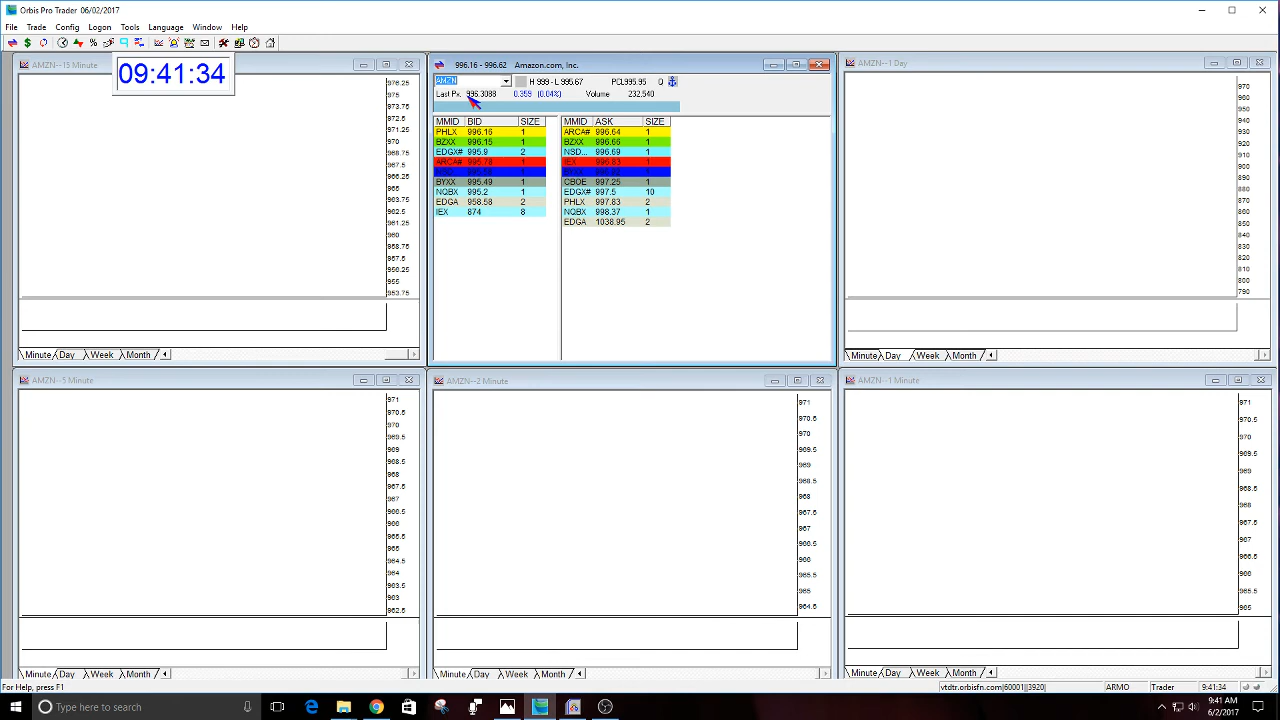 Orbis Pro Trader 06/02/2017
File Trade Config Logon Tools Language Window Help
09:41:34
AMZN--15 Minute
976.25
973.75
971.25
970
968.75
967.5
966.25
965
963.75
962.5
961.25
960
958.75
957.5
956.25
955
953.75
Minute Day Week Month
996.16 - 996.62 Amazon.com, Inc.
AMZN H 999 - L 995.67 PCL995.95 Q
Last Px. 996.3088 0.359 (0.04%) Volume 232,540
MMID BID SIZE
PHLX 996.16 1
BZXX 996.15 1
EDGX# 995.9 2
ARCA# 995.78 1
BYXX 995.49 1
NQBX 995.2 1
EDGA 958.58 2
IEX 874 8
MMID ASK SIZE
ARCA# 996.64 1
BZXX 996.66 1
NSD... 996.69 1
IEX 996.83 1
CBOE 997.25 1
EDGX# 997.5 10
PHLX 997.83 2
NQBX 998.37 1
EDGA 1038.95 2
AMZN--1 Day
970
960
950
940
930
920
910
900
890
880
870
860
850
840
830
820
810
800
790
Minute Day Week Month
AMZN--5 Minute
971
970.5
970
969.5
969
968.5
968
967.5
967
966.5
966
965.5
965
964.5
964
963.5
963
962.5
Minute Day Week Month
AMZN--2 Minute
971
970.5
970
969.5
969
968.5
968
967.5
967
966.5
966
965.5
965
964.5
Minute Day Week Month
AMZN--1 Minute
971
970.5
970
969.5
969
968.5
968
967.5
967
966.5
966
965.5
965
Minute Day Week Month
For Help, press F1
vtdtr.orbisfn.com|60001||3920| ARMO Trader 9:41:34
Type here to search
9:41 AM
6/2/2017